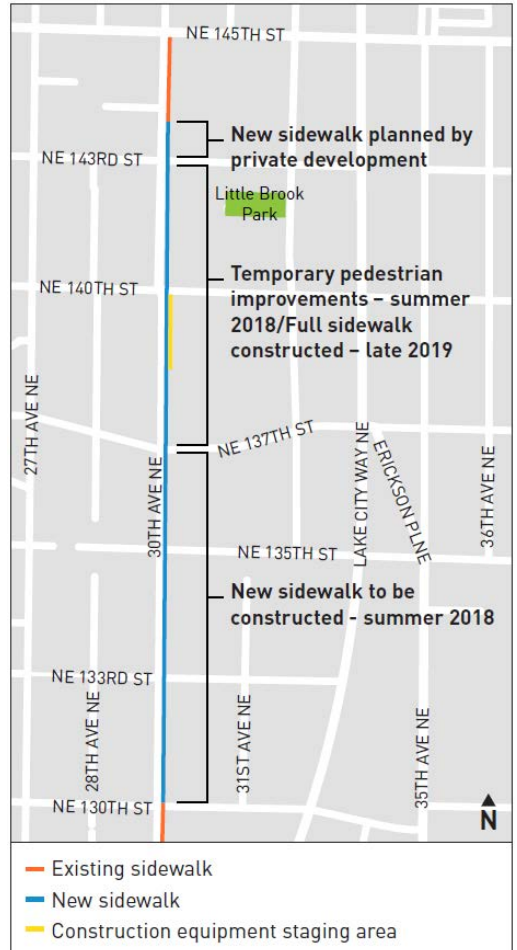 NE 145TH ST
New sidewalk planned by
private development
NE 143RD ST
Little Brook
Park
Temporary pedestrian
improvements – summer
2018/Full sidewalk
constructed – late 2019
NE 140TH ST
27TH AVE NE
30TH AVE NE
NE 137TH ST
LAKE CITY WAY NE
ERICKSON PLNE
36TH AVE NE
NE 135TH ST
New sidewalk to be
constructed - summer 2018
NE 133RD ST
28TH AVE NE
31ST AVE NE
35TH AVE NE
NE 130TH ST
N
Existing sidewalk
New sidewalk
Construction equipment staging area